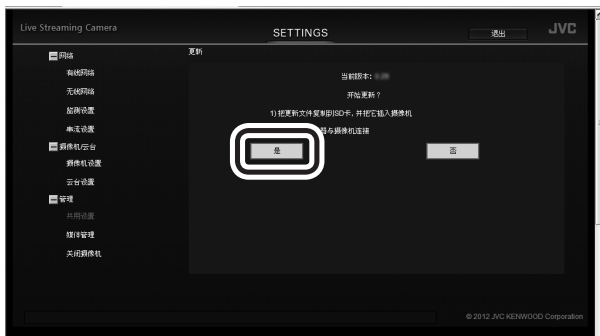 Live Streaming Camera
SETTINGS
退出
JVC
网络
有线网络
无线网络
监测设置
串流设置
摄像机/云台
摄像机设置
云台设置
管理
共用设置
媒体管理
关闭摄像机
更新
当前版本:
开始更新？
1)把更新文件复制到SD卡, 并把它插入摄像机
器与摄像机连接
是
否
© 2012 JVC KENWOOD Corporation